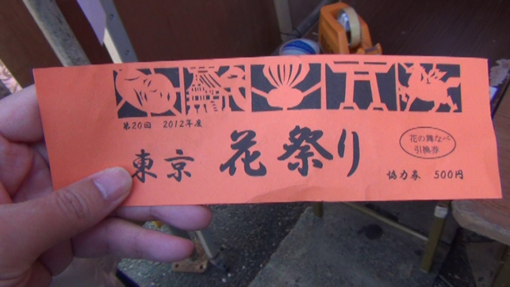 第20回 2012年度
東京 花祭り
花の舞なべ
引換券
協力券 500円